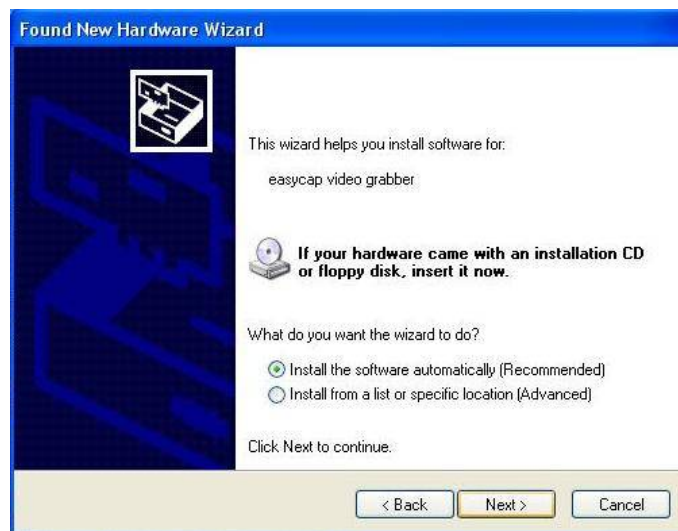 Found New Hardware Wizard
This wizard helps you install software for:
easycap video grabber
If your hardware came with an installation CD
or floppy disk, insert it now.
What do you want the wizard to do?
Install the software automatically (Recommended)
Install from a list or specific location (Advanced)
Click Next to continue.
< Back Next > Cancel